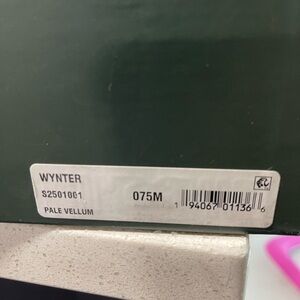 WYNTER
S2501001 075M
PALE VELLUM
1 94067 01136 6